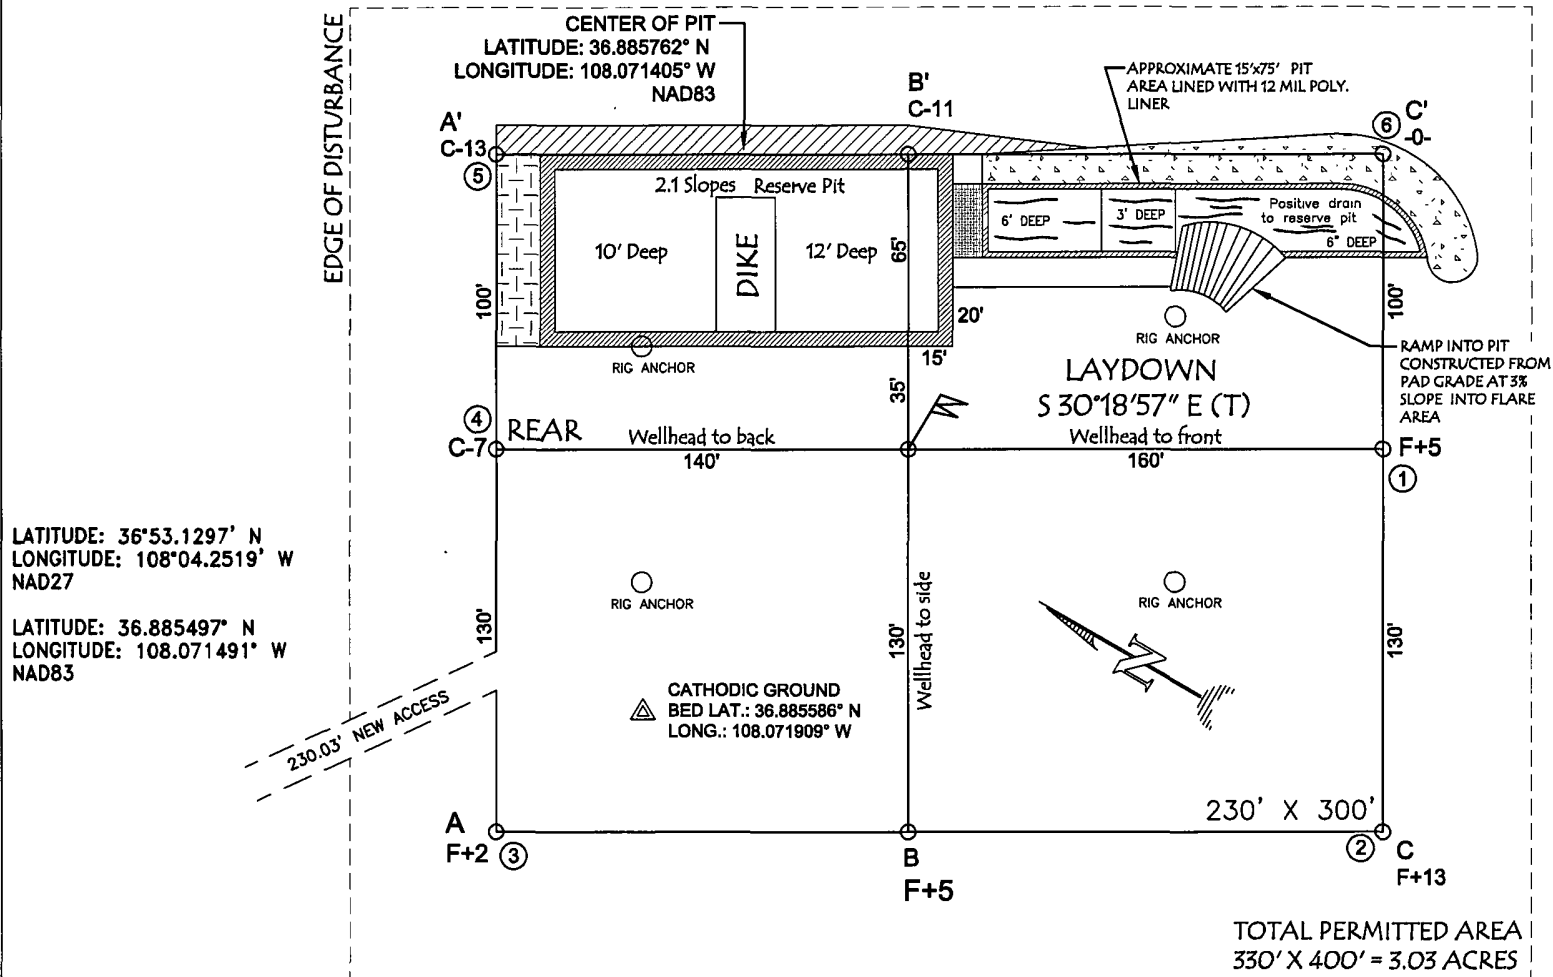 EDGE OF DISTURBANCE
CENTER OF PIT
LATITUDE: 36.885762° N
LONGITUDE: 108.071405° W
NAD83
A'
C-13
5
B'
C-11
APPROXIMATE 15'x75' PIT
AREA LINED WITH 12 MIL POLY.
LINER
6
C'
-0-
2.1 Slopes Reserve Pit
10' Deep
DIKE
12' Deep
65'
6' DEEP
3' DEEP
Positive drain
to reserve pit
6" DEEP
100'
100'
20'
15'
35'
RIG ANCHOR
RIG ANCHOR
RAMP INTO PIT
CONSTRUCTED FROM
PAD GRADE AT 3%
SLOPE INTO FLARE
AREA
LAYDOWN
S 30°18'57" E (T)
4
C-7
REAR
Wellhead to back
140'
Wellhead to front
160'
F+5
1
LATITUDE: 36°53.1297' N
LONGITUDE: 108°04.2519' W
NAD27
LATITUDE: 36.885497° N
LONGITUDE: 108.071491° W
NAD83
RIG ANCHOR
RIG ANCHOR
130'
130'
Wellhead to side
130'
N
230.03' NEW ACCESS
CATHODIC GROUND
BED LAT.: 36.885586° N
LONG.: 108.071909° W
230' X 300'
A
F+2
3
B
F+5
2
C
F+13
TOTAL PERMITTED AREA
330' X 400' = 3.03 ACRES